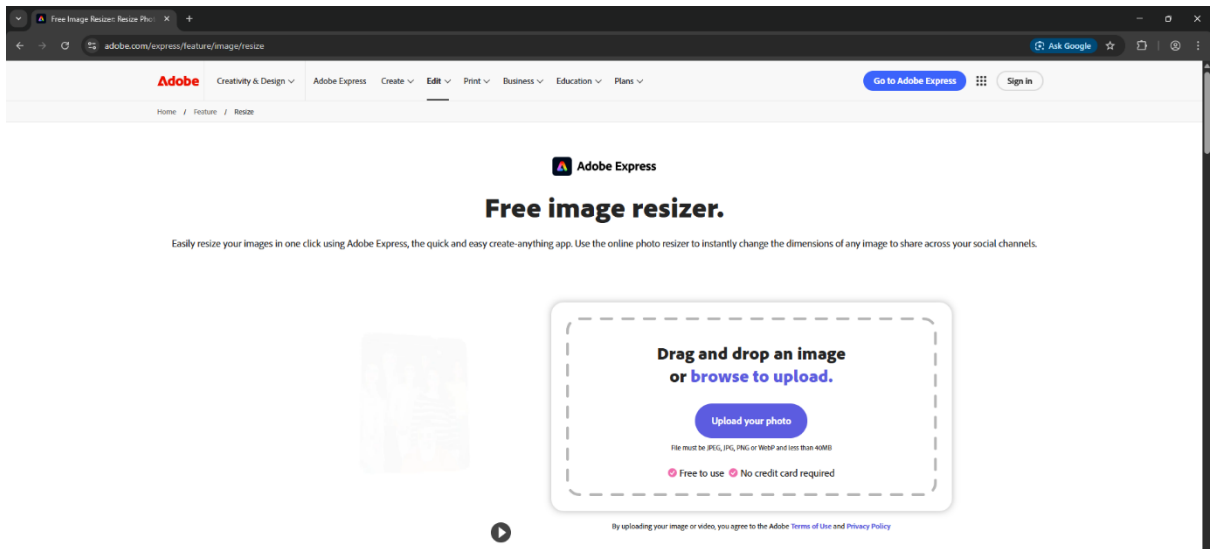 Free Image Resizer: Resize Phot
adobe.com/express/feature/image/resize
Ask Google
Adobe
Creativity & Design
Adobe Express
Create
Edit
Print
Business
Education
Plans
Go to Adobe Express
Sign in
Home / Feature / Resize
Adobe Express
Free image resizer.
Easily resize your images in one click using Adobe Express, the quick and easy create-anything app. Use the online photo resizer to instantly change the dimensions of any image to share across your social channels.
Drag and drop an image
or browse to upload.
Upload your photo
File must be JPEG, JPG, PNG or WebP and less than 40MB
Free to use No credit card required
By uploading your image or video, you agree to the Adobe Terms of Use and Privacy Policy